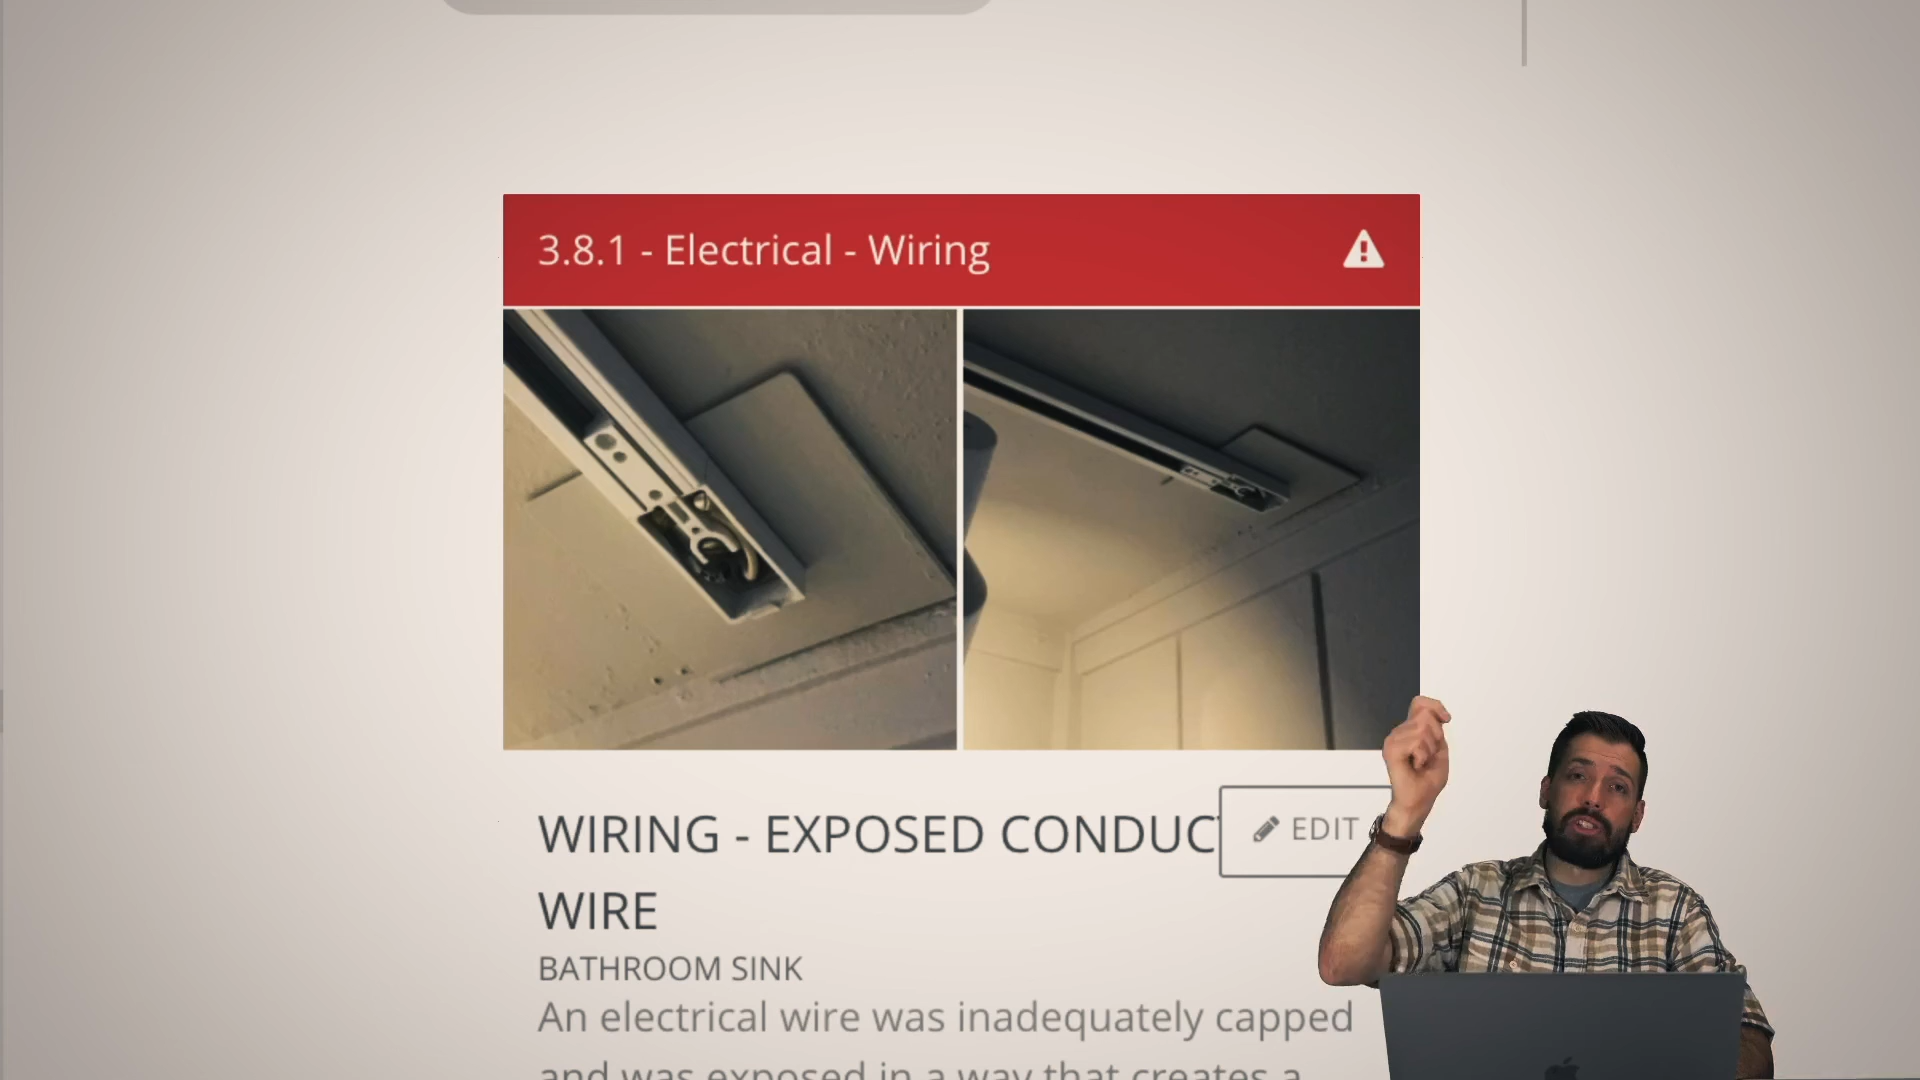 3.8.1 - Electrical - Wiring
WIRING - EXPOSED
WIRE
EDIT
BATHROOM SINK
An electrical wire was inadequately capped
and was exposed in a way that creates a